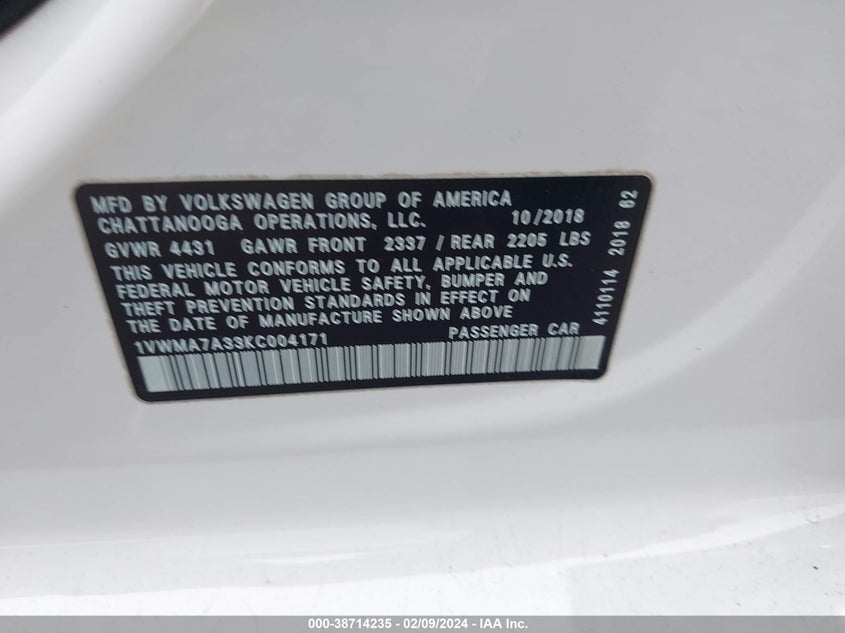 MFD BY VOLKSWAGEN GROUP OF AMERICA
CHATTANOOGA OPERATIONS, LLC. 10/2018
GVWR 4431 GAWR FRONT 2337 / REAR 2205 LBS
THIS VEHICLE CONFORMS TO ALL APPLICABLE U.S.
FEDERAL MOTOR VEHICLE SAFETY, BUMPER AND
THEFT PREVENTION STANDARDS IN EFFECT ON
THE DATE OF MANUFACTURE SHOWN ABOVE
1VWMA7A33KC004171 PASSENGER CAR
4110114 2018 62
000-38714235 - 02/09/2024 - IAA Inc.